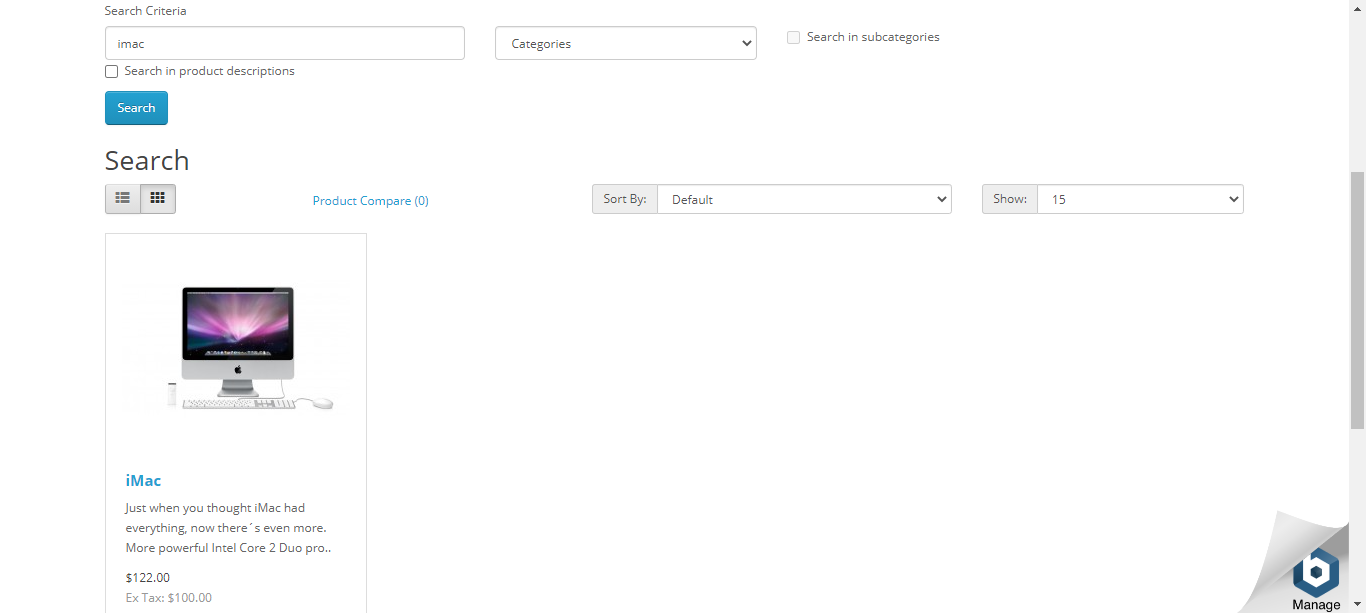 Search Criteria
imac
Categories
Search in subcategories
Search in product descriptions
Search
Search
Product Compare (0)
Sort By:
Default
Show:
15
iMac
Just when you thought iMac had
everything, now there´s even more.
More powerful Intel Core 2 Duo pro..
$122.00
Ex Tax: $100.00
Manage